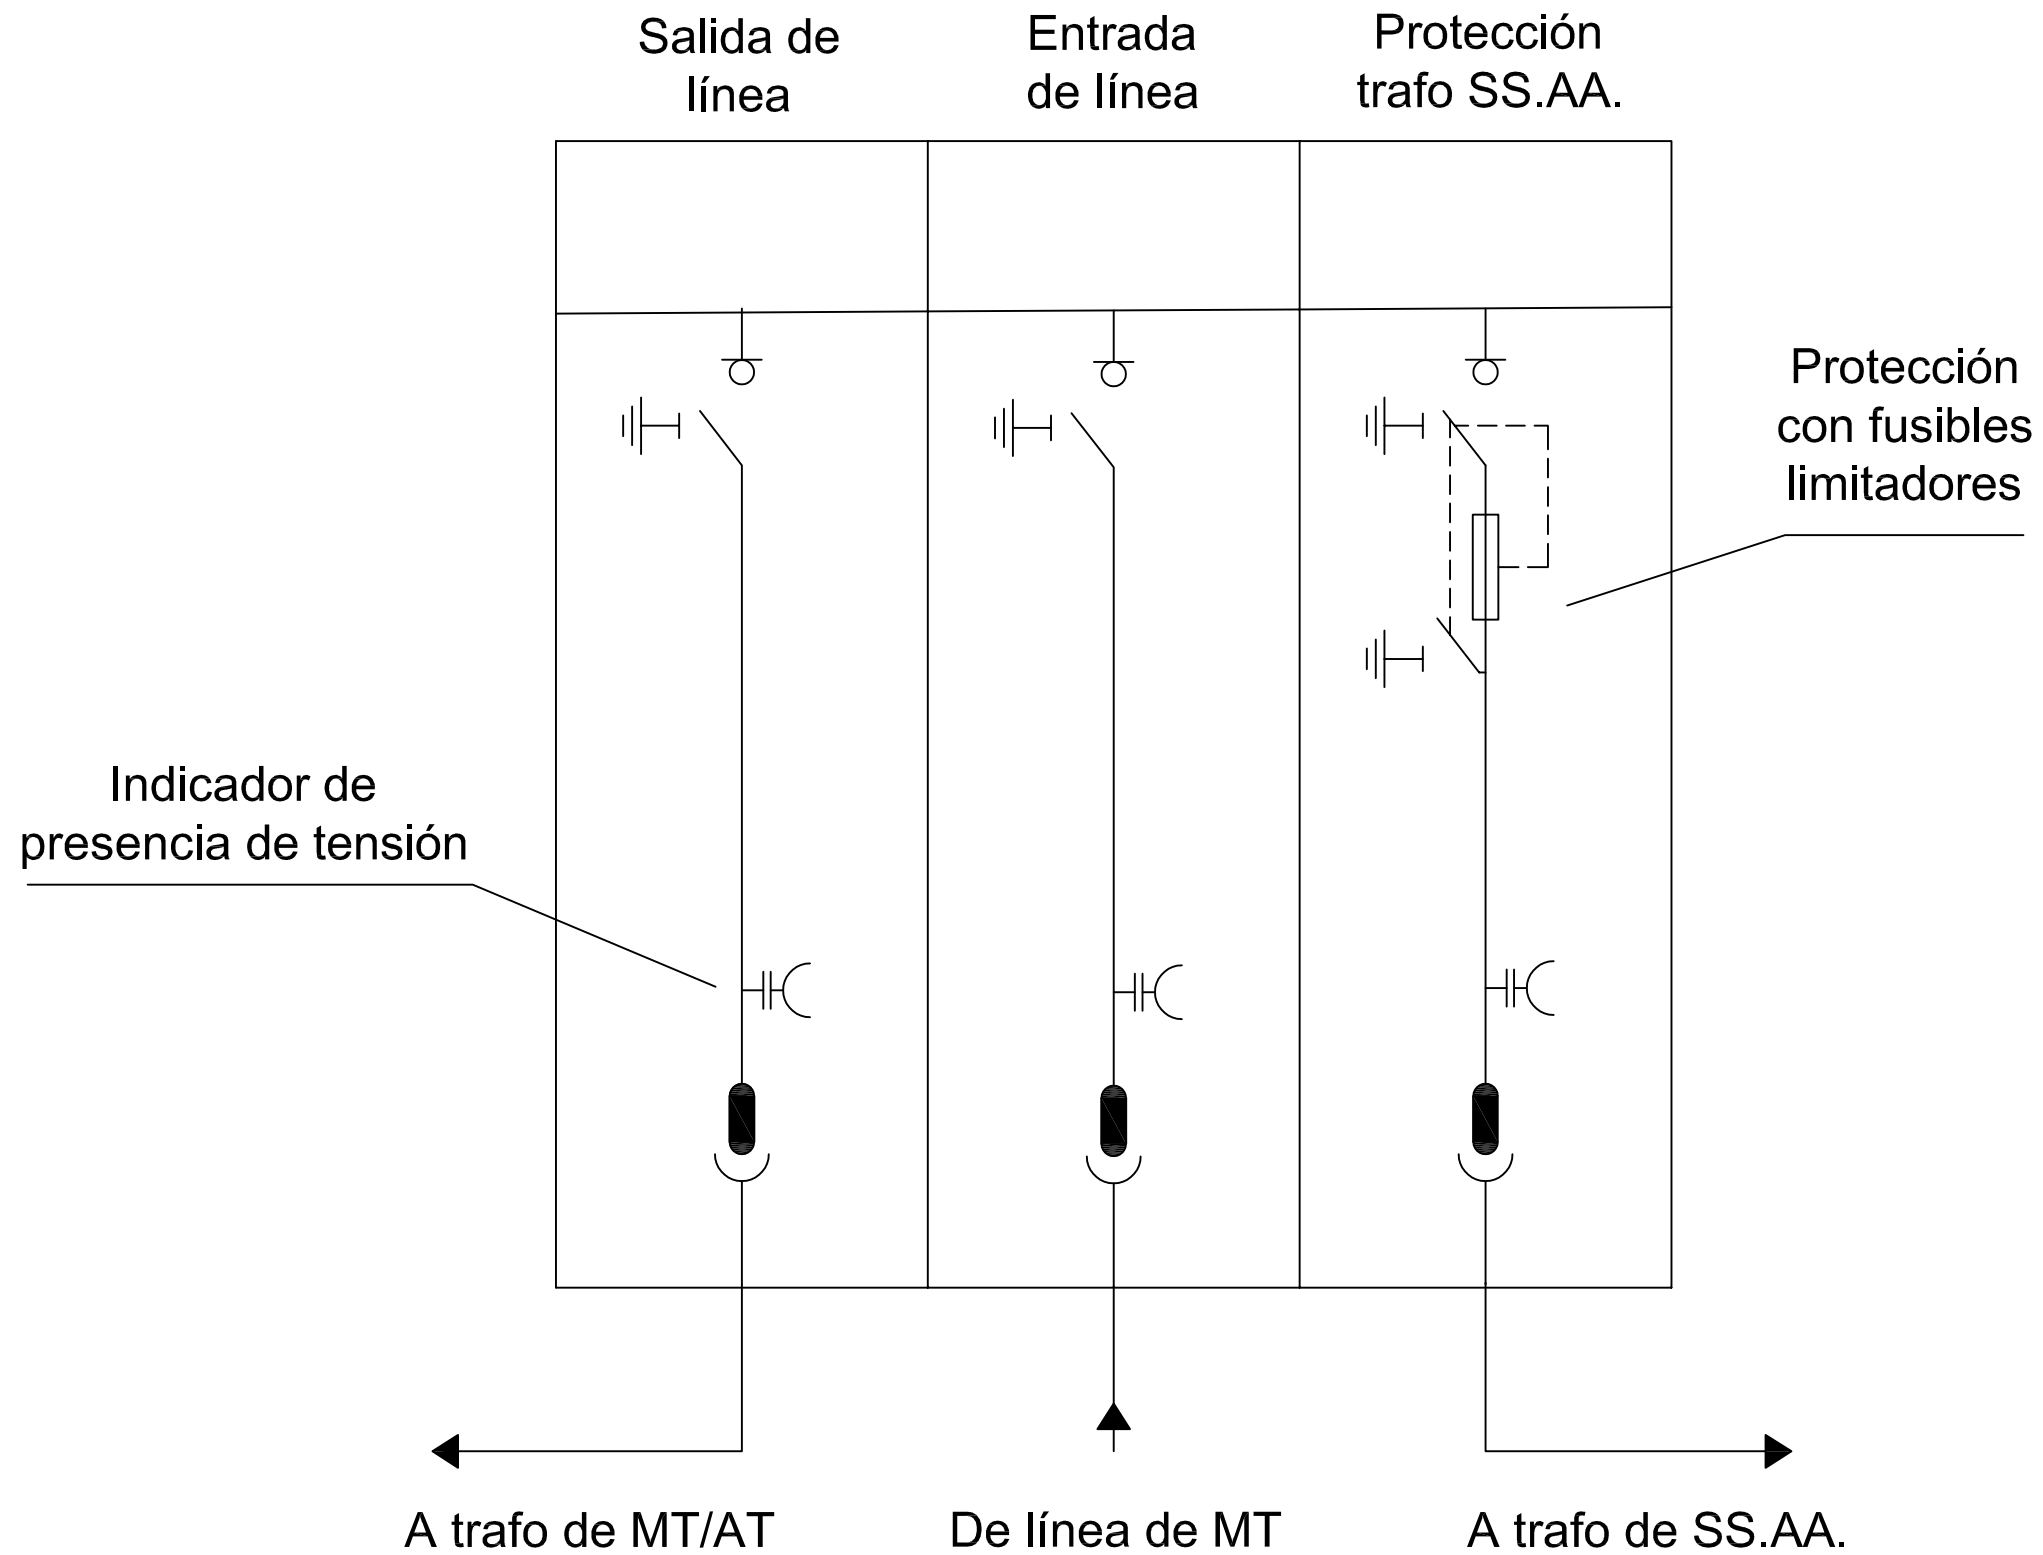 Salida de
línea
Entrada
de línea
Protección
trafo SS.AA.
Protección
con fusibles
limitadores
Indicador de
presencia de tensión
A trafo de MT/AT
De línea de MT
A trafo de SS.AA.